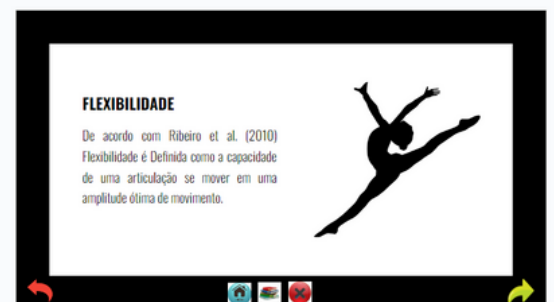 FLEXIBILIDADE
De acordo com Ribeiro et al. (2010)
Flexibilidade é Definida como a capacidade
de uma articulação se mover em uma
amplitude ótima de movimento.